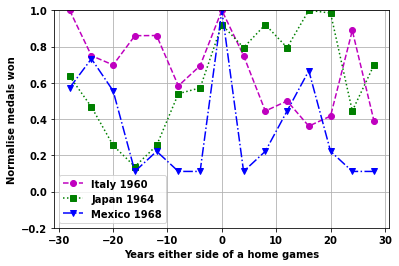 1.0
0.8
0.6
0.4
0.2
0.0
−0.2
Normalise medals won
Italy 1960
Japan 1964
Mexico 1968
−30 −20 −10 0 10 20 30
Years either side of a home games